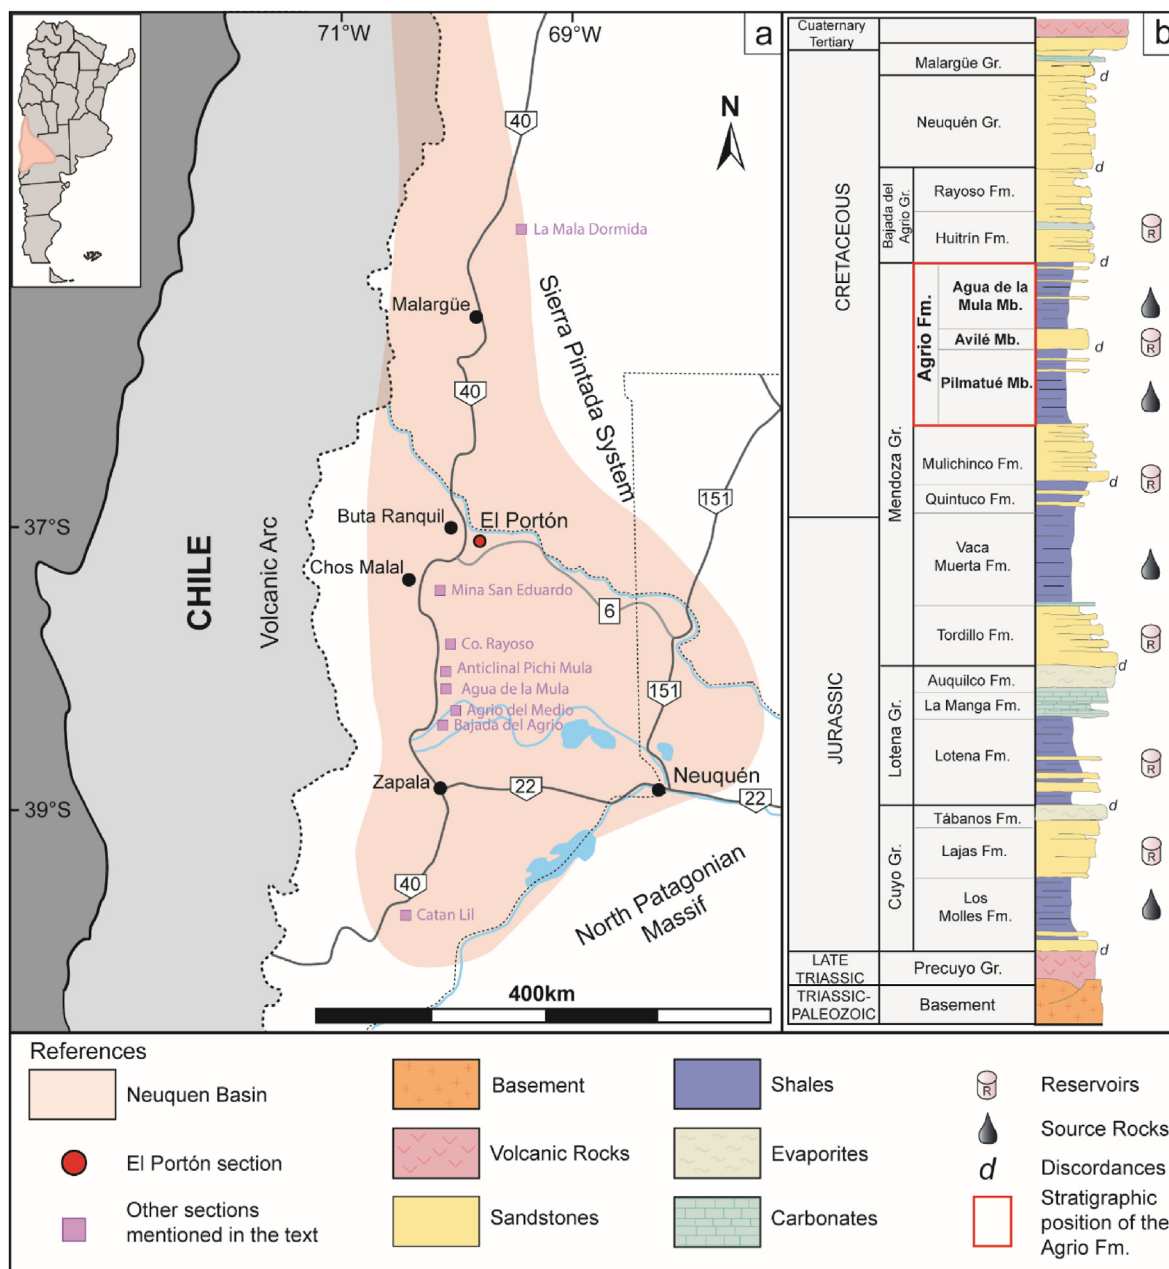 71°W
69°W
a
40
N
La Mala Dormida
Malargüe
Sierra Pintada System
40
151
37°S
CHILE
Volcanic Arc
Buta Ranquil
El Portón
Chos Malal
Mina San Eduardo
6
Co. Rayoso
Anticlinal Pichi Mula
Agua de la Mula
151
Agrio del Medio
Bajada del Agrio
Zapala
22
Neuquén
22
39°S
40
North Patagonian
Massif
Catan Lil
400km
b
Quaternary
Tertiary
CRETACEOUS
JURASSIC
LATE
TRIASSIC
TRIASSIC-
PALEOZOIC
Malargüe Gr.
d
Neuquén Gr.
d
Bajada del
Agrio Gr.
Rayoso Fm.
Huitrín Fm.
R
d
Mendoza Gr.
Agrio Fm.
Agua de la
Mula Mb.
Avilé Mb.
R
d
Pilmatué Mb.
Mulichinco Fm.
R
d
Quintuco Fm.
Vaca
Muerta Fm.
Tordillo Fm.
R
d
Lotena Gr.
Auquilco Fm.
La Manga Fm.
Lotena Fm.
R
d
Cuyo Gr.
Tábanos Fm.
Lajas Fm.
R
Los
Molles Fm.
d
Precuyo Gr.
Basement
References
Neuquen Basin
El Portón section
Other sections
mentioned in the text
Basement
Volcanic Rocks
Sandstones
Shales
Evaporites
Carbonates
R
Reservoirs
Source Rocks
d
Discordances
Stratigraphic
position of the
Agrio Fm.